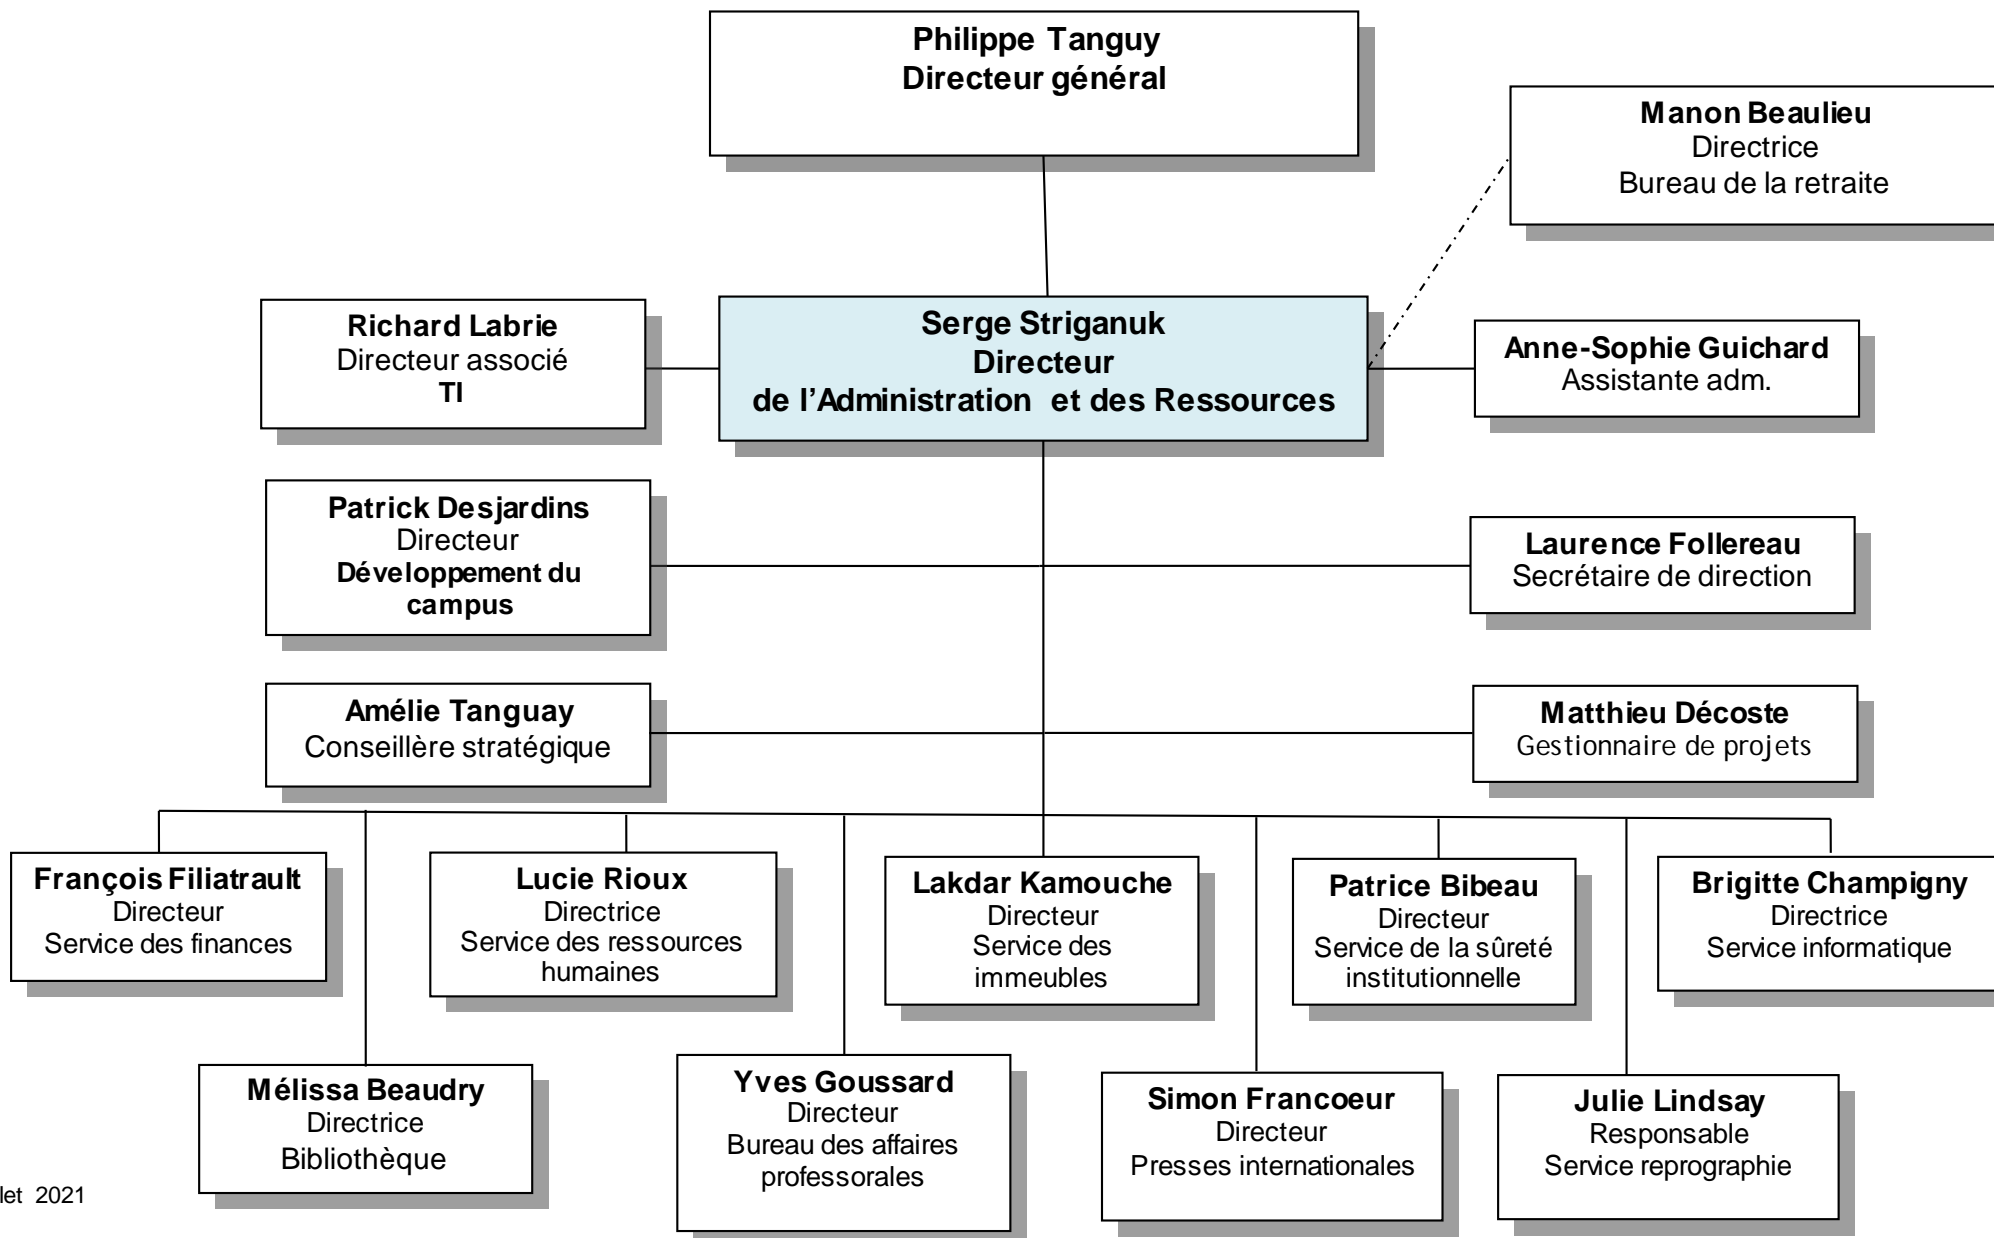 Philippe Tanguy
Directeur général
Manon Beaulieu
Directrice
Bureau de la retraite
Richard Labrie
Directeur associé
TI
Serge Striganuk
Directeur
de l'Administration et des Ressources
Anne-Sophie Guichard
Assistante adm.
Patrick Desjardins
Directeur
Développement du
campus
Laurence Follereau
Secrétaire de direction
Amélie Tanguay
Conseillère stratégique
Matthieu Décoste
Gestionnaire de projets
François Filiatrault
Directeur
Service des finances
Lucie Rioux
Directrice
Service des ressources
humaines
Lakdar Kamouche
Directeur
Service des
immeubles
Patrice Bibeau
Directeur
Service de la sûreté
institutionnelle
Brigitte Champigny
Directrice
Service informatique
Mélissa Beaudry
Directrice
Bibliothèque
Yves Goussard
Directeur
Bureau des affaires
professorales
Simon Francoeur
Directeur
Presses internationales
Julie Lindsay
Responsable
Service reprographie
let 2021